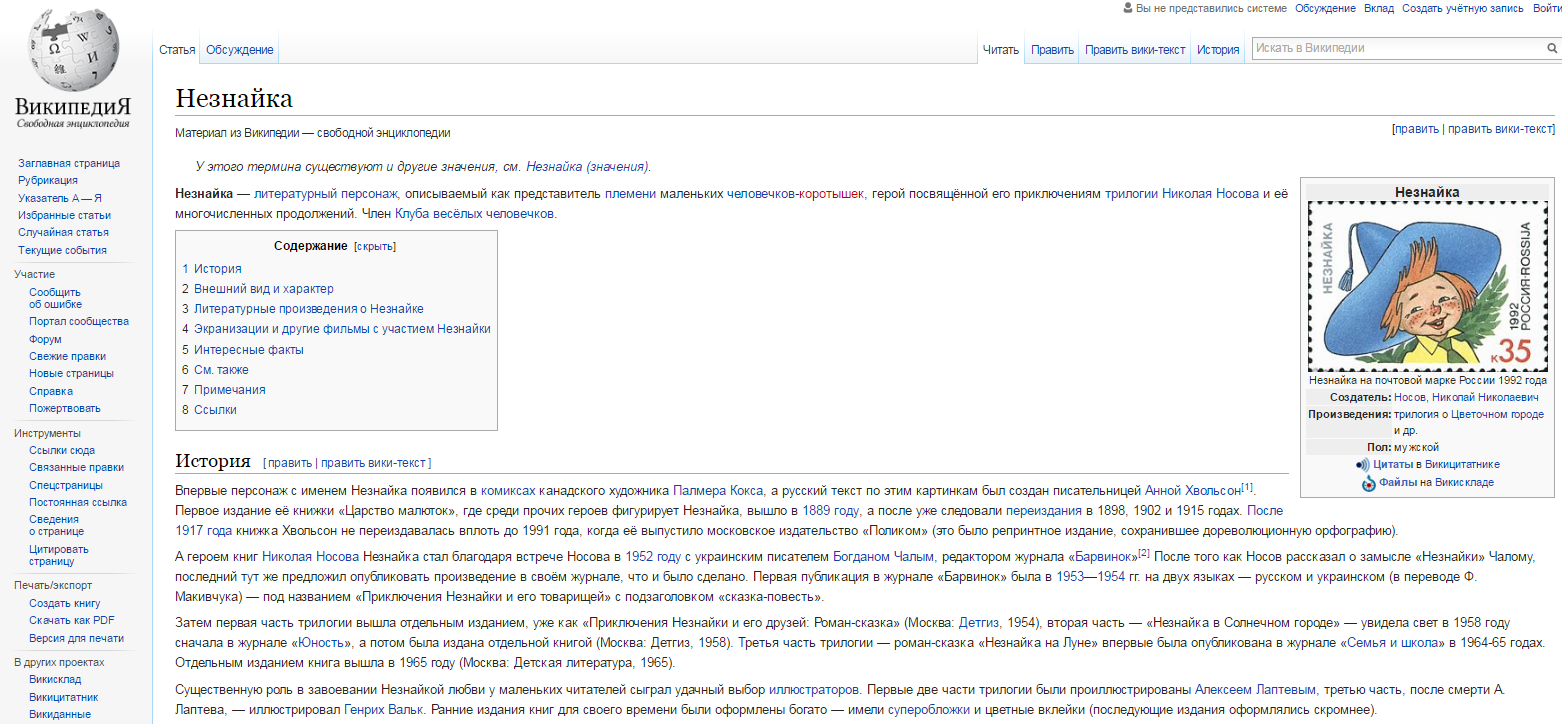 Вы не представились системе Обсуждение Вклад Создать учётную запись Войти
Статья Обсуждение Читать Править Править вики-текст История Искать в Википедии
ВикипедиЯ
Свободная энциклопедия
Заглавная страница
Рубрикация
Указатель А — Я
Избранные статьи
Случайная статья
Текущие события
Участие
Сообщить
об ошибке
Портал сообщества
Форум
Свежие правки
Новые страницы
Справка
Пожертвовать
Инструменты
Ссылки сюда
Связанные правки
Спецстраницы
Постоянная ссылка
Сведения
о странице
Цитировать
страницу
Печать/экспорт
Создать книгу
Скачать как PDF
Версия для печати
В других проектах
Викисклад
Викицитатник
Викиданные
Незнайка
Материал из Википедии — свободной энциклопедии
[править | править вики-текст]
У этого термина существуют и другие значения, см. Незнайка (значения).
Незнайка — литературный персонаж, описываемый как представитель племени маленьких человечков-коротышек, герой посвящённой его приключениям трилогии Николая Носова и её
многочисленных продолжений. Член Клуба весёлых человечков.
Содержание [скрыть]
1 История
2 Внешний вид и характер
3 Литературные произведения о Незнайке
4 Экранизации и другие фильмы с участием Незнайки
5 Интересные факты
6 См. также
7 Примечания
8 Ссылки
Незнайка
НЕЗНАЙКА
1992
РОССИЯ·ROSSIJA
к35
Незнайка на почтовой марке России 1992 года
Создатель: Носов, Николай Николаевич
Произведения: трилогия о Цветочном городе
и др.
Пол: мужской
Цитаты в Викицитатнике
Файлы на Викискладе
История [ править | править вики-текст ]
Впервые персонаж с именем Незнайка появился в комиксах канадского художника Палмера Кокса, а русский текст по этим картинкам был создан писательницей Анной Хвольсон[1].
Первое издание её книжки «Царство малюток», где среди прочих героев фигурирует Незнайка, вышло в 1889 году, а после уже следовали переиздания в 1898, 1902 и 1915 годах. После
1917 года книжка Хвольсон не переиздавалась вплоть до 1991 года, когда её выпустило московское издательство «Поликом» (это было репринтное издание, сохранившее дореволюционную орфографию).
А героем книг Николая Носова Незнайка стал благодаря встрече Носова в 1952 году с украинским писателем Богданом Чалым, редактором журнала «Барвинок»[2] После того как Носов рассказал о замысле «Незнайки» Чалому,
последний тут же предложил опубликовать произведение в своём журнале, что и было сделано. Первая публикация в журнале «Барвинок» была в 1953—1954 гг. на двух языках — русском и украинском (в переводе Ф.
Макивчука) — под названием «Приключения Незнайки и его товарищей» с подзаголовком «сказка-повесть».
Затем первая часть трилогии вышла отдельным изданием, уже как «Приключения Незнайки и его друзей: Роман-сказка» (Москва: Детгиз, 1954), вторая часть — «Незнайка в Солнечном городе» — увидела свет в 1958 году
сначала в журнале «Юность», а потом была издана отдельной книгой (Москва: Детгиз, 1958). Третья часть трилогии — роман-сказка «Незнайка на Луне» впервые была опубликована в журнале «Семья и школа» в 1964-65 годах.
Отдельным изданием книга вышла в 1965 году (Москва: Детская литература, 1965).
Существенную роль в завоевании Незнайкой любви у маленьких читателей сыграл удачный выбор иллюстраторов. Первые две части трилогии были проиллюстрированы Алексеем Лаптевым, третью часть, после смерти А.
Лаптева, — иллюстрировал Генрих Вальк. Ранние издания книг для своего времени были оформлены богато — имели суперобложки и цветные вклейки (последующие издания оформлялись скромнее).